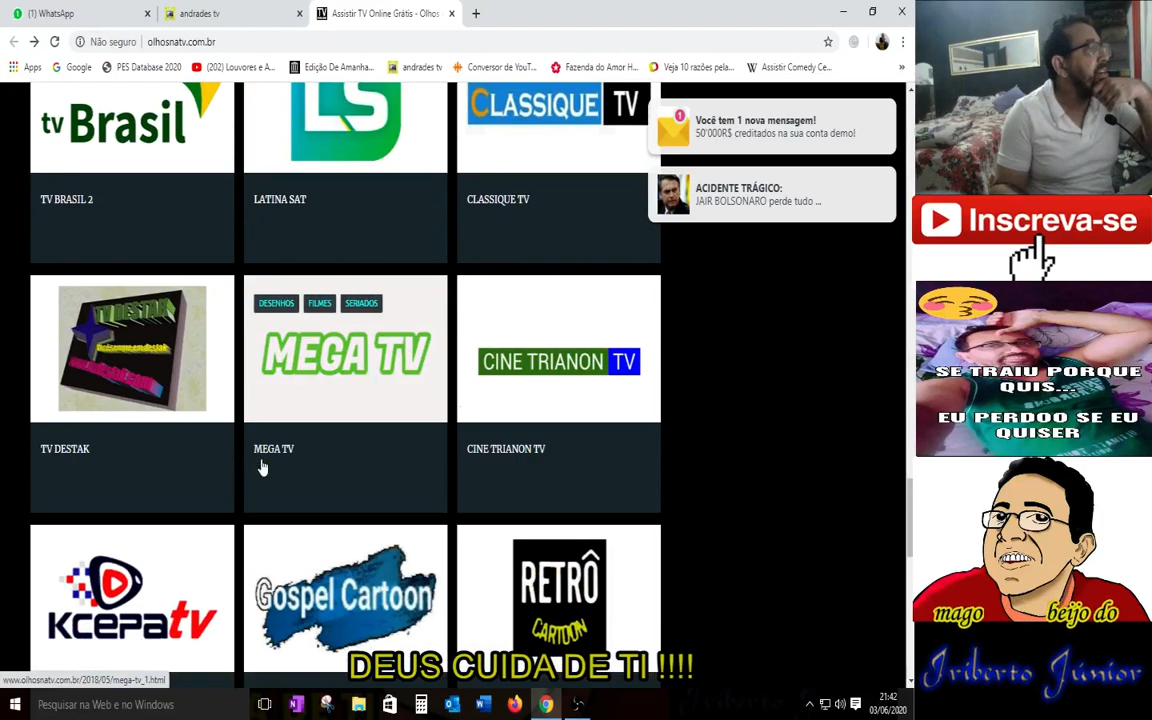 (1) WhatsApp
andrades tv
Assistir TV Online Grátis - Olhos
Não seguro
olhosnatv.com.br
Apps
Google
PES Database 2020
(202) Louvores e A...
Edição De Amanha...
andrades tv
Conversor de YouT...
Fazenda do Amor H...
Veja 10 razões pela...
Assistir Comedy Ce...
tv Brasil
LS
CLASSIQUE TV
Você tem 1 nova mensagem!
50'000R$ creditados na sua conta demo!
ACIDENTE TRÁGICO:
JAIR BOLSONARO perde tudo ...
TV BRASIL 2
LATINA SAT
CLASSIQUE TV
TV DESTAK
DESENHOS
FILMES
SERIADOS
MEGA TV
CINE TRIANON TV
TV DESTAK
MEGA TV
CINE TRIANON TV
KCEPA TV
Gospel Cartoon
RETRÔ
CARTOON
DEUS CUIDA DE TI !!!!
www.olhosnatv.com.br/2018/05/mega-tv_1.html
Pesquisar na Web e no Windows
21:42
03/06/2020
Inscreva-se
SE TRAIU PORQUE
QUIS...
EU PERDOO SE EU
QUISER
mago
beijo do
Iriberto Júnior